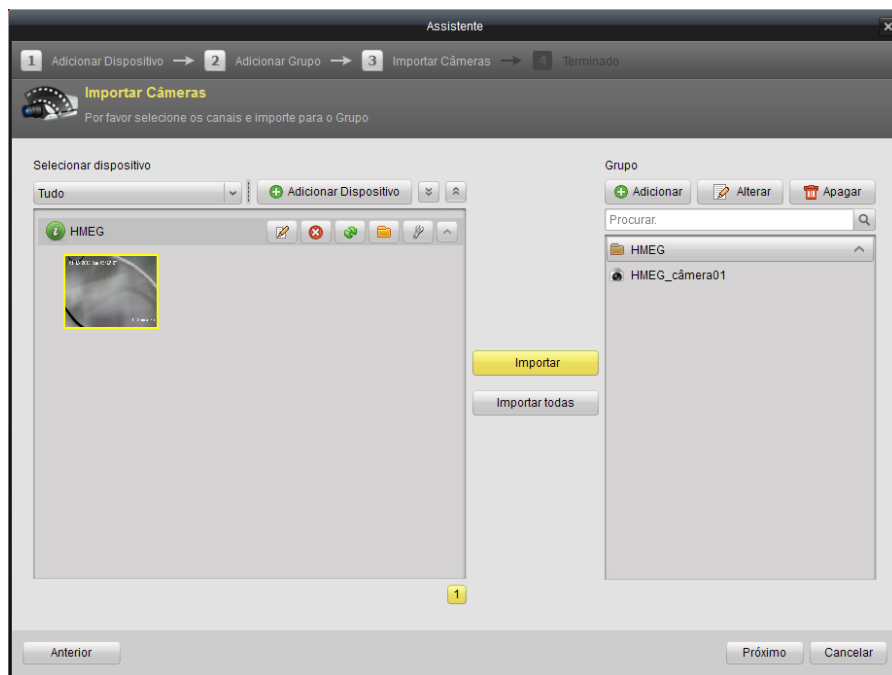 Assistente
1 Adicionar Dispositivo 2 Adicionar Grupo 3 Importar Câmeras 4 Terminado
Importar Câmeras
Por favor selecione os canais e importe para o Grupo
Selecionar dispositivo
Tudo
Adicionar Dispositivo
HMEG
Importar
Importar todas
1
Grupo
Adicionar Alterar Apagar
Procurar.
HMEG
HMEG_câmera01
Anterior
Próximo Cancelar